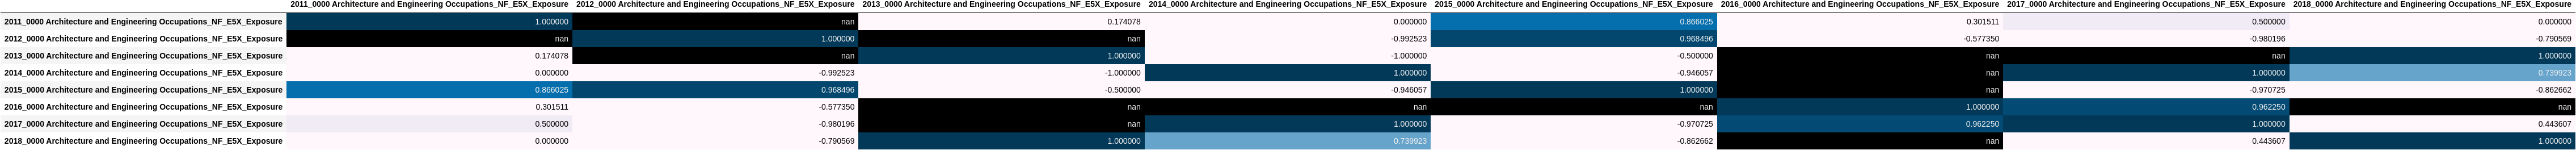 2011_0000 Architecture and Engineering Occupations_NF_E5X_Exposure 2012_0000 Architecture and Engineering Occupations_NF_E5X_Exposure 2013_0000 Architecture and Engineering Occupations_NF_E5X_Exposure 2014_0000 Architecture and Engineering Occupations_NF_E5X_Exposure 2015_0000 Architecture and Engineering Occupations_NF_E5X_Exposure 2016_0000 Architecture and Engineering Occupations_NF_E5X_Exposure 2017_0000 Architecture and Engineering Occupations_NF_E5X_Exposure 2018_0000 Architecture and Engineering Occupations_NF_E5X_Exposure
2011_0000 Architecture and Engineering Occupations_NF_E5X_Exposure 1.000000 nan 0.174078 0.000000 0.866025 0.301511 0.500000 0.000000
2012_0000 Architecture and Engineering Occupations_NF_E5X_Exposure nan 1.000000 nan -0.992523 0.968496 -0.577350 -0.980196 -0.790569
2013_0000 Architecture and Engineering Occupations_NF_E5X_Exposure 0.174078 nan 1.000000 -1.000000 -0.500000 nan nan 1.000000
2014_0000 Architecture and Engineering Occupations_NF_E5X_Exposure 0.000000 -0.992523 -1.000000 1.000000 -0.946057 nan 1.000000 0.739923
2015_0000 Architecture and Engineering Occupations_NF_E5X_Exposure 0.866025 0.968496 -0.500000 -0.946057 1.000000 nan -0.970725 -0.862662
2016_0000 Architecture and Engineering Occupations_NF_E5X_Exposure 0.301511 -0.577350 nan nan nan 1.000000 0.962250 nan
2017_0000 Architecture and Engineering Occupations_NF_E5X_Exposure 0.500000 -0.980196 nan 1.000000 -0.970725 0.962250 1.000000 0.443607
2018_0000 Architecture and Engineering Occupations_NF_E5X_Exposure 0.000000 -0.790569 1.000000 0.739923 -0.862662 nan 0.443607 1.000000